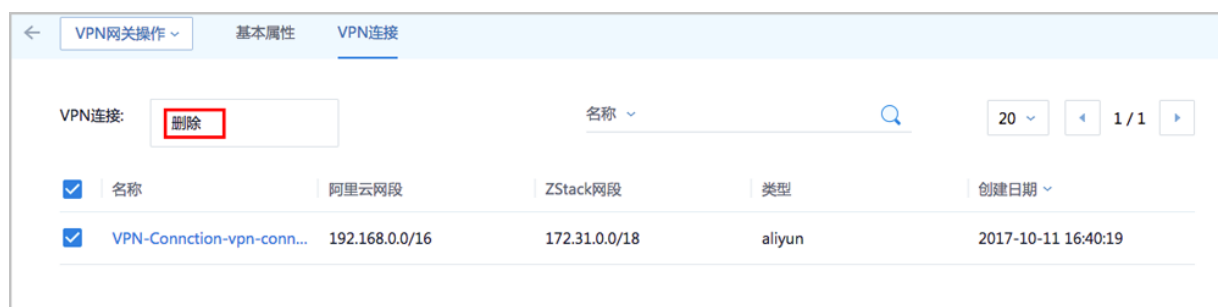 VPN网关操作 基本属性 VPN连接
VPN连接: 删除 名称 20 1 / 1
名称 阿里云网段 ZStack网段 类型 创建日期
VPN-Connction-vpn-conn... 192.168.0.0/16 172.31.0.0/18 aliyun 2017-10-11 16:40:19